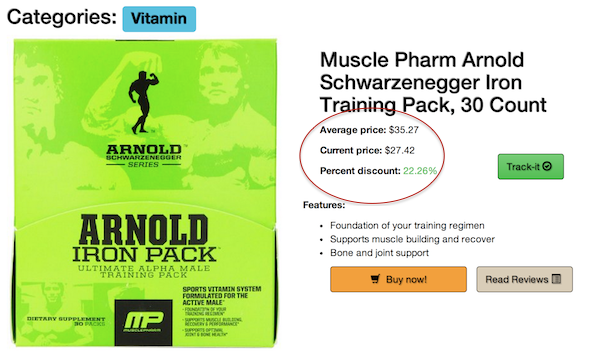 Categories: Vitamin
ARNOLD
SCHWARZENEGGER
SERIES
ARNOLD
IRON PACK
ULTIMATE ALPHA MALE
TRAINING PACK
SPORTS VITAMIN SYSTEM
FORMULATED FOR THE
ACTIVE MALE
• FOUNDATION OF YOUR
TRAINING REGIMEN
• SUPPORTS MUSCLE BUILDING,
RECOVERY & PERFORMANCE
• SUPPORTS OPTIMAL
JOINT & BONE HEALTH
DIETARY SUPPLEMENT
30 PACKS
MP
MUSCLEPHARM
Muscle Pharm Arnold
Schwarzenegger Iron
Training Pack, 30 Count
Average price: $35.27
Current price: $27.42
Percent discount: 22.26%
Track-it
Features:
• Foundation of your training regimen
• Supports muscle building and recover
• Bone and joint support
Buy now!
Read Reviews